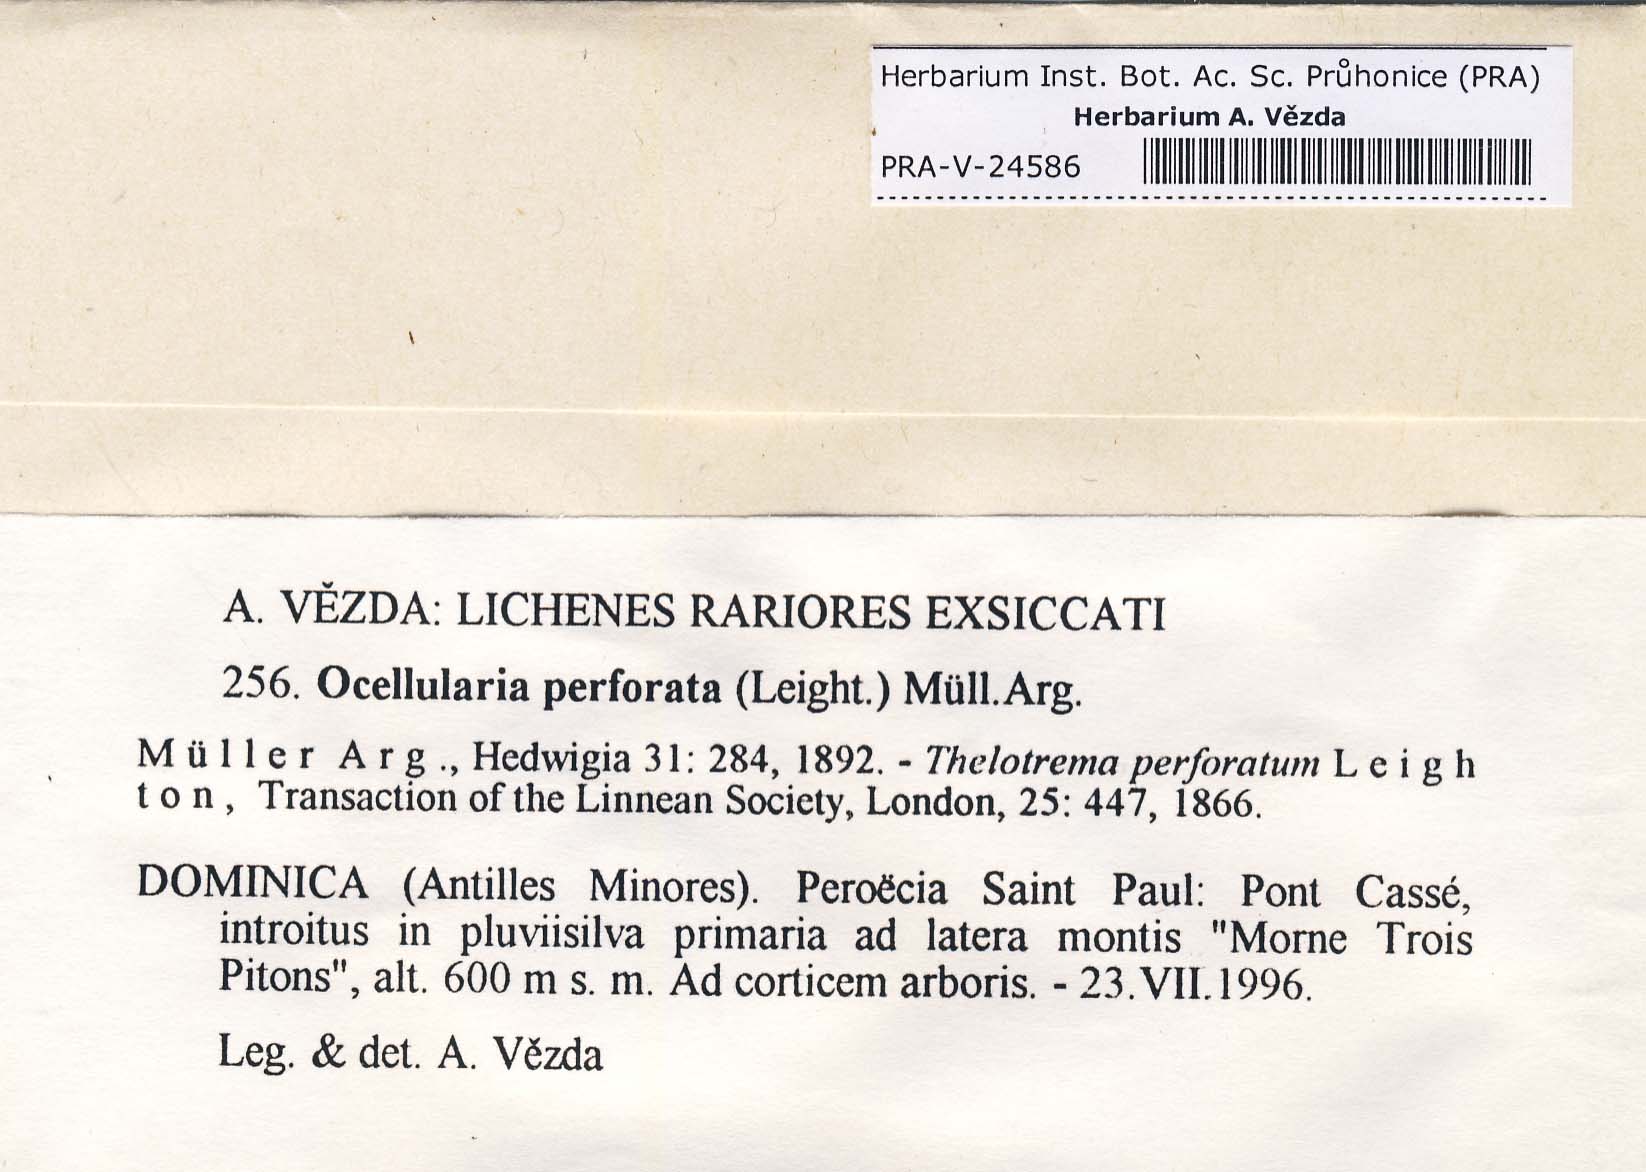 Herbarium Inst. Bot. Ac. Sc. Průhonice (PRA)
Herbarium A. Vězda
PRA-V-24586
A. VĚZDA: LICHENES RARIORES EXSICCATI
256. Ocellularia perforata (Leight.) Müll.Arg.
Müller Arg., Hedwigia 31: 284, 1892. - Thelotrema perforatum Leigh
ton, Transaction of the Linnean Society, London, 25: 447, 1866.
DOMINICA (Antilles Minores). Peroëcia Saint Paul: Pont Cassé,
introitus in pluviisilva primaria ad latera montis "Morne Trois
Pitons", alt. 600 m s. m. Ad corticem arboris. - 23.VII.1996.
Leg. & det. A. Vězda